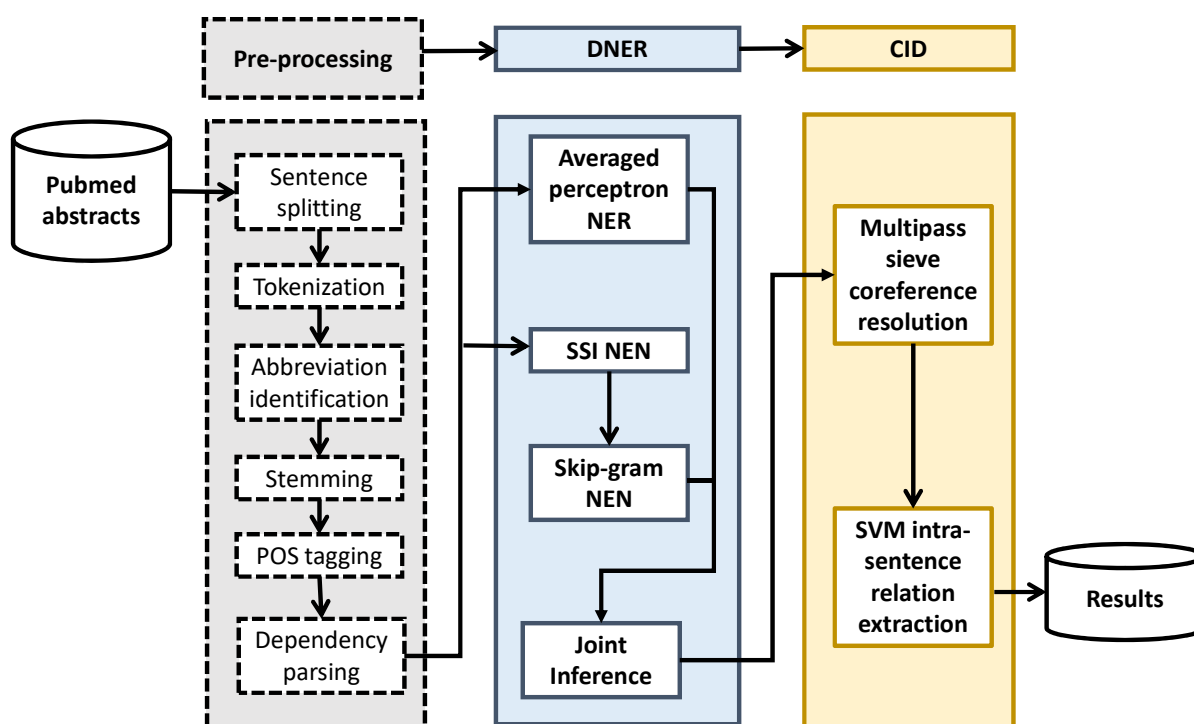 Pre-processing
DNER
CID
Pubmed
abstracts
Sentence
splitting
Tokenization
Abbreviation
identification
Stemming
POS tagging
Dependency
parsing
Averaged
perceptron
NER
SSI NEN
Skip-gram
NEN
Joint
Inference
Multipass
sieve
coreference
resolution
SVM intra-
sentence
relation
extraction
Results